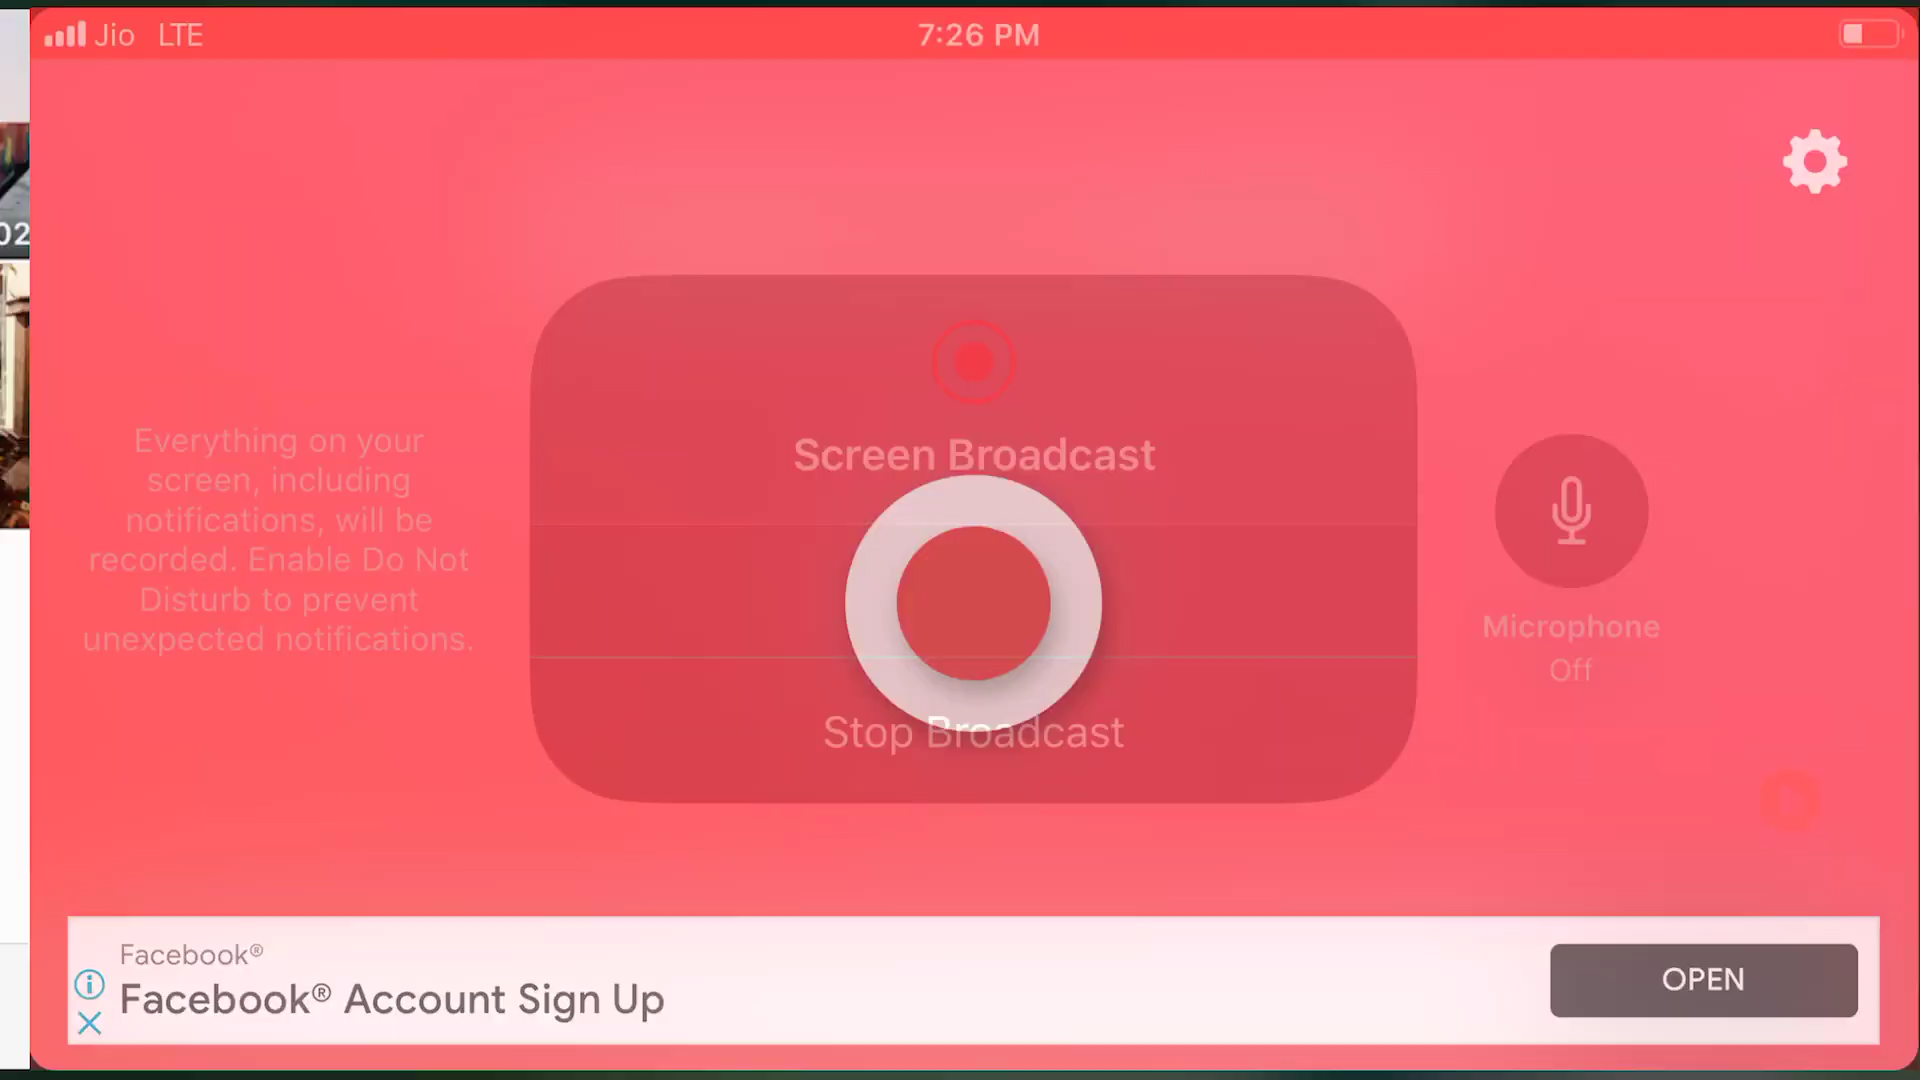 Jio LTE 7:26 PM
02
Everything on your
screen, including
notifications, will be
recorded. Enable Do Not
Disturb to prevent
unexpected notifications.
Screen Broadcast
Stop Broadcast
Microphone
Off
Facebook®
Facebook® Account Sign Up
OPEN